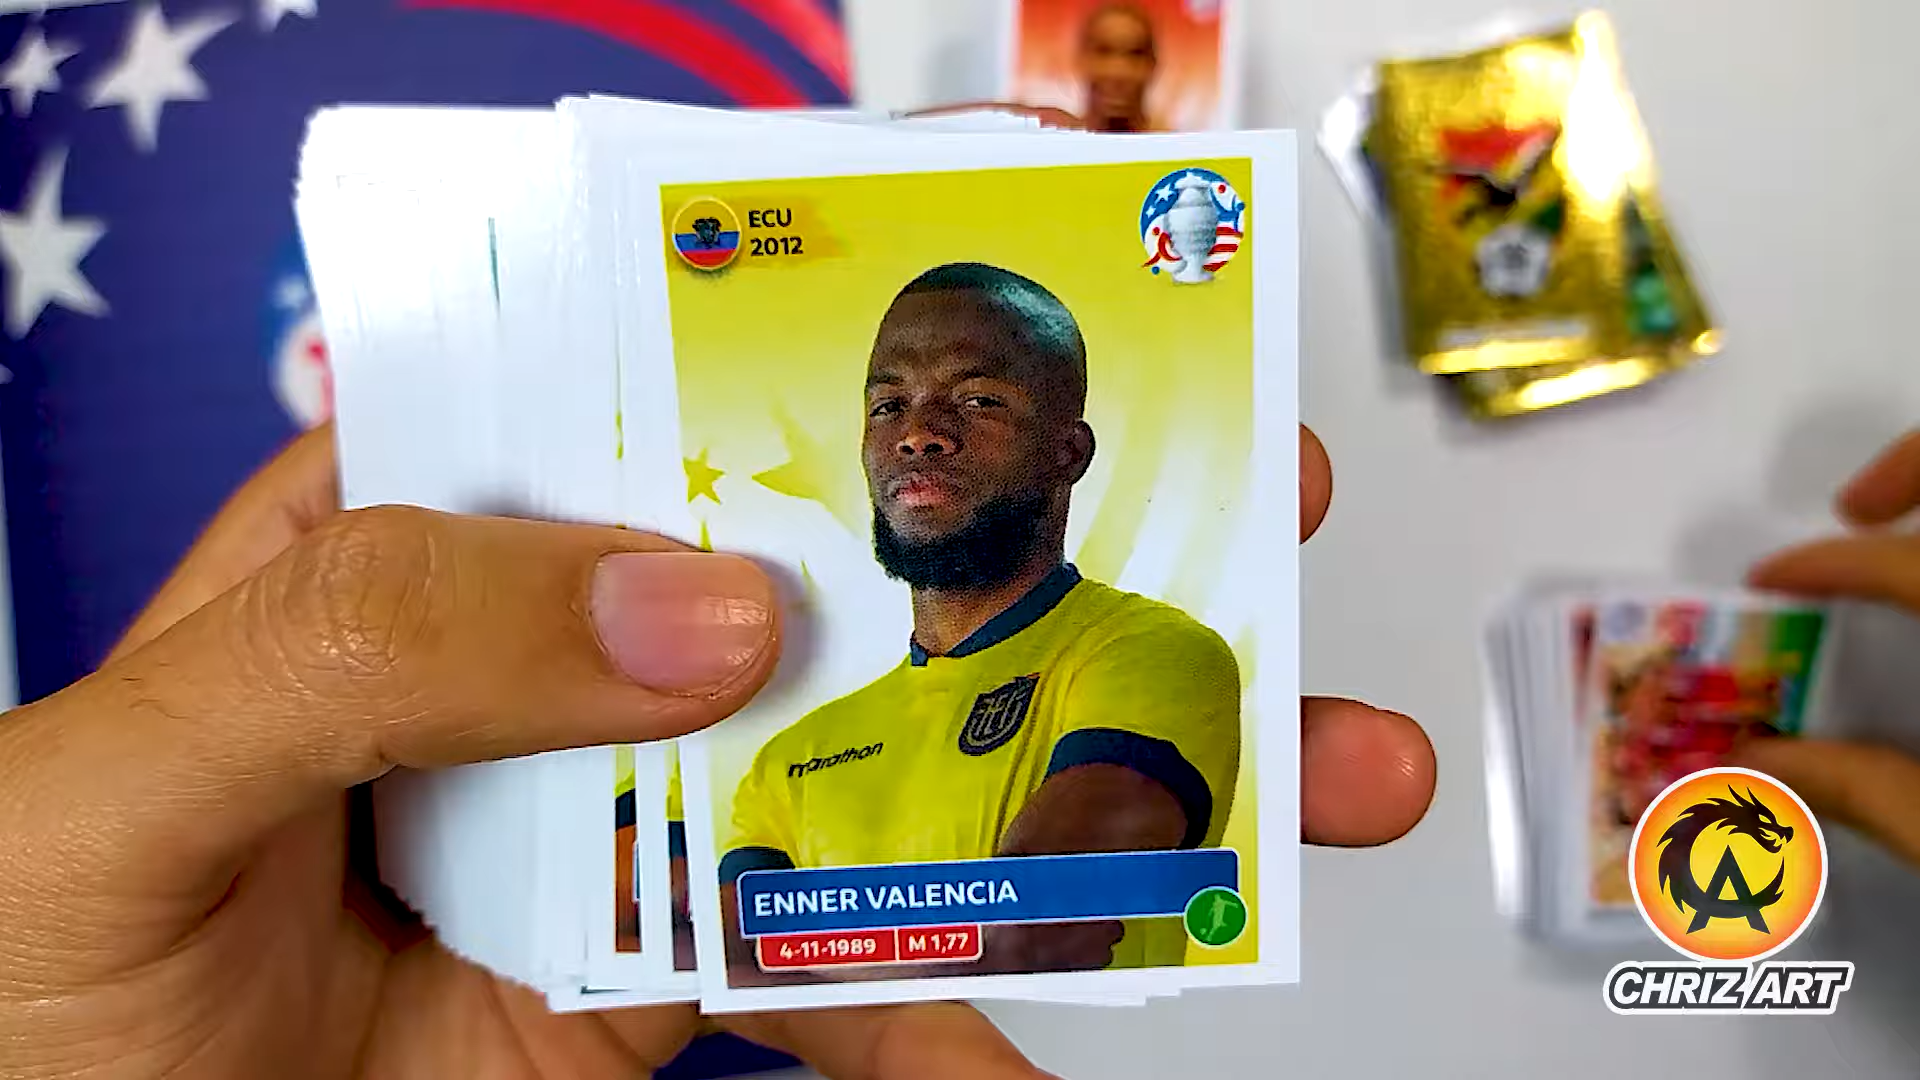 ECU
2012
marathon
ENNER VALENCIA
4-11-1989 M 1,77
CHRIZ ART